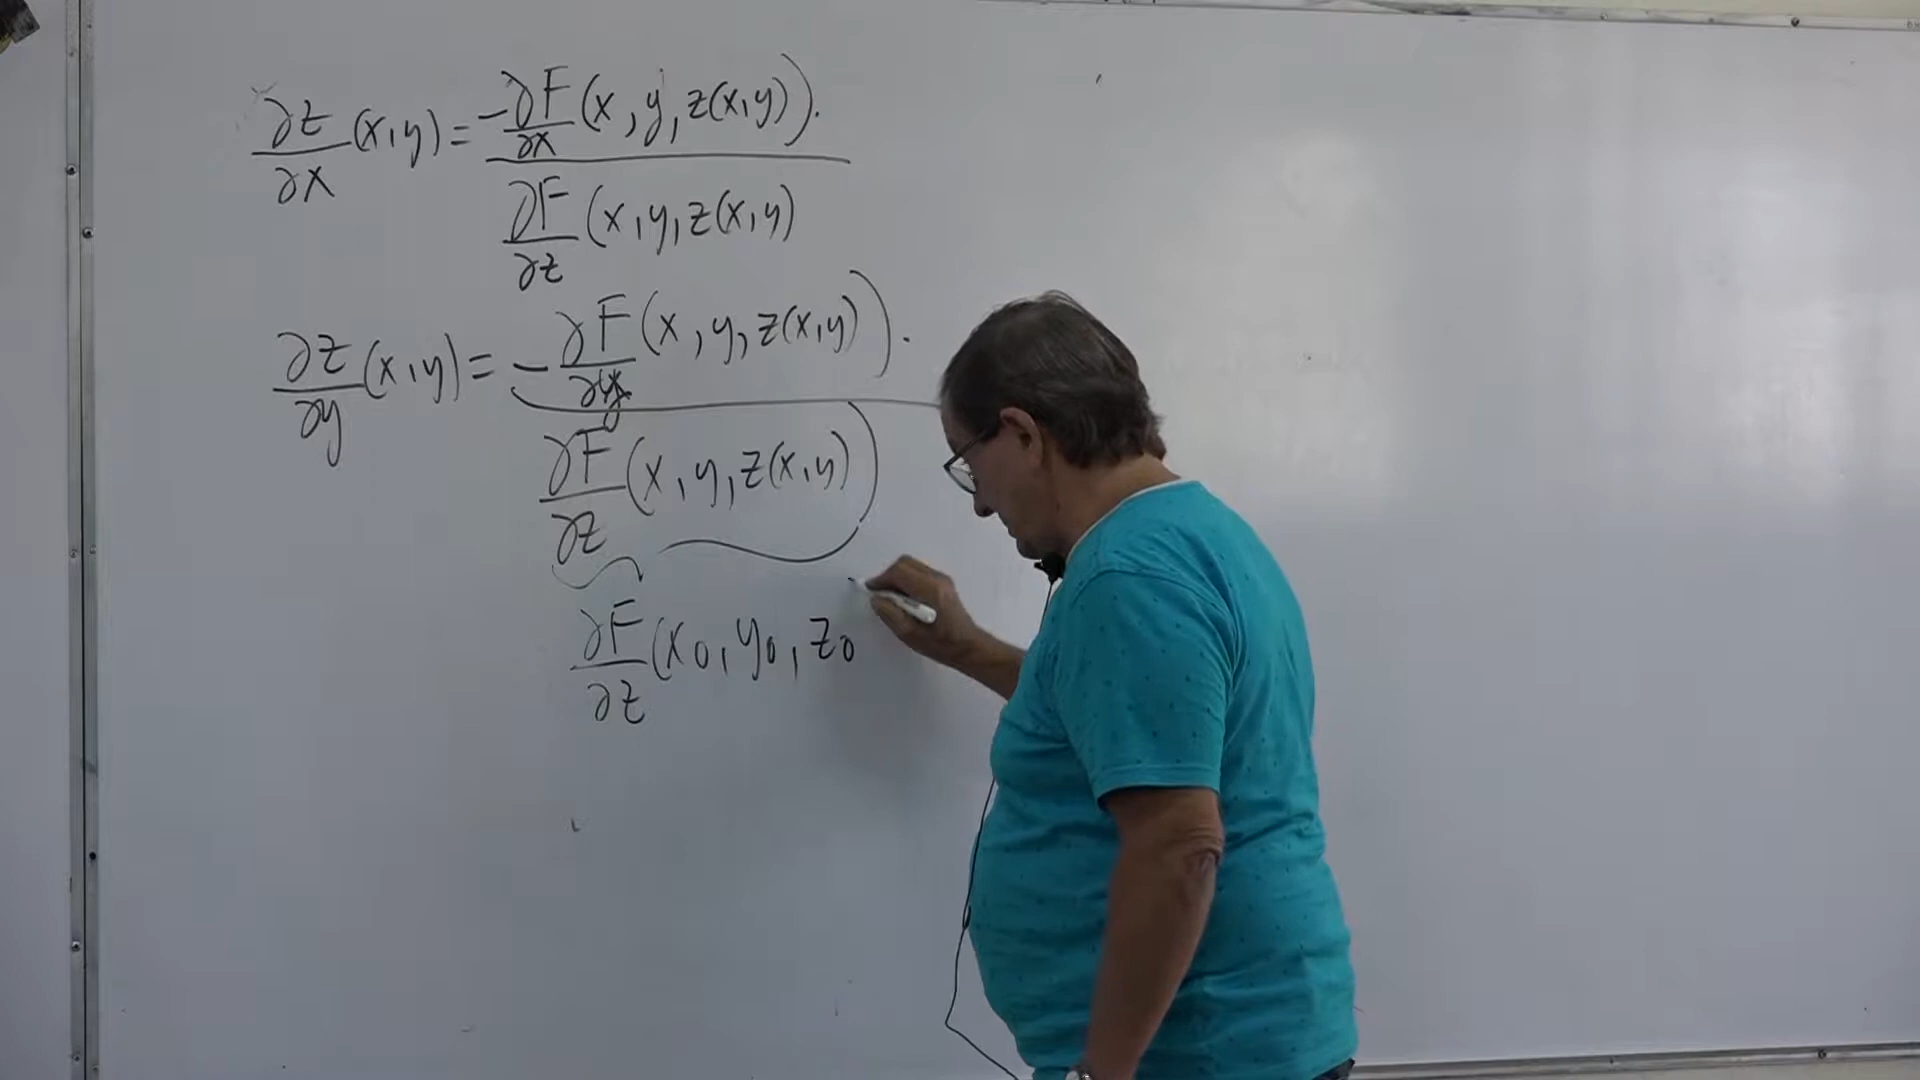 ∂z/∂x (x,y) = -∂F/∂x (x, y, z(x,y)).
∂F/∂z (x, y, z(x,y)
∂z/∂y (x,y) = -∂F/∂y (x, y, z(x,y)).
∂F/∂z (x, y, z(x,y))
∂F/∂z (x0, y0, z0